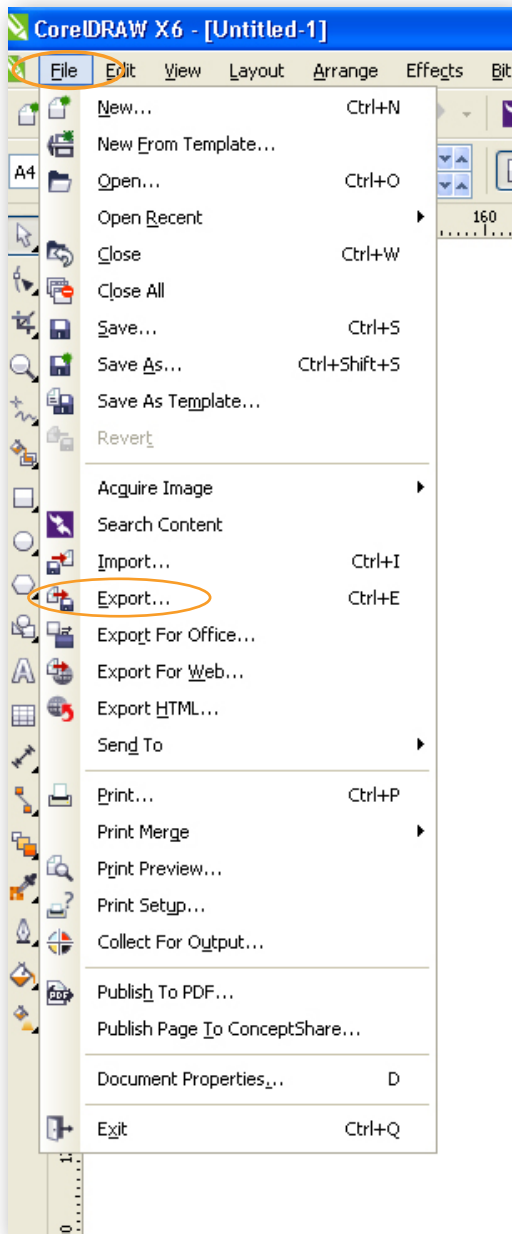 CorelDRAW X6 - [Untitled-1]
File Edit View Layout Arrange Effects Bit
A4
160
New... Ctrl+N
New From Template...
Open... Ctrl+O
Open Recent
Close Ctrl+W
Close All
Save... Ctrl+S
Save As... Ctrl+Shift+S
Save As Template...
Revert
Acquire Image
Search Content
Import... Ctrl+I
Export... Ctrl+E
Export For Office...
Export For Web...
Export HTML...
Send To
Print... Ctrl+P
Print Merge
Print Preview...
Print Setup...
Collect For Output...
PDF Publish To PDF...
Publish Page To ConceptShare...
Document Properties... D
Exit Ctrl+Q